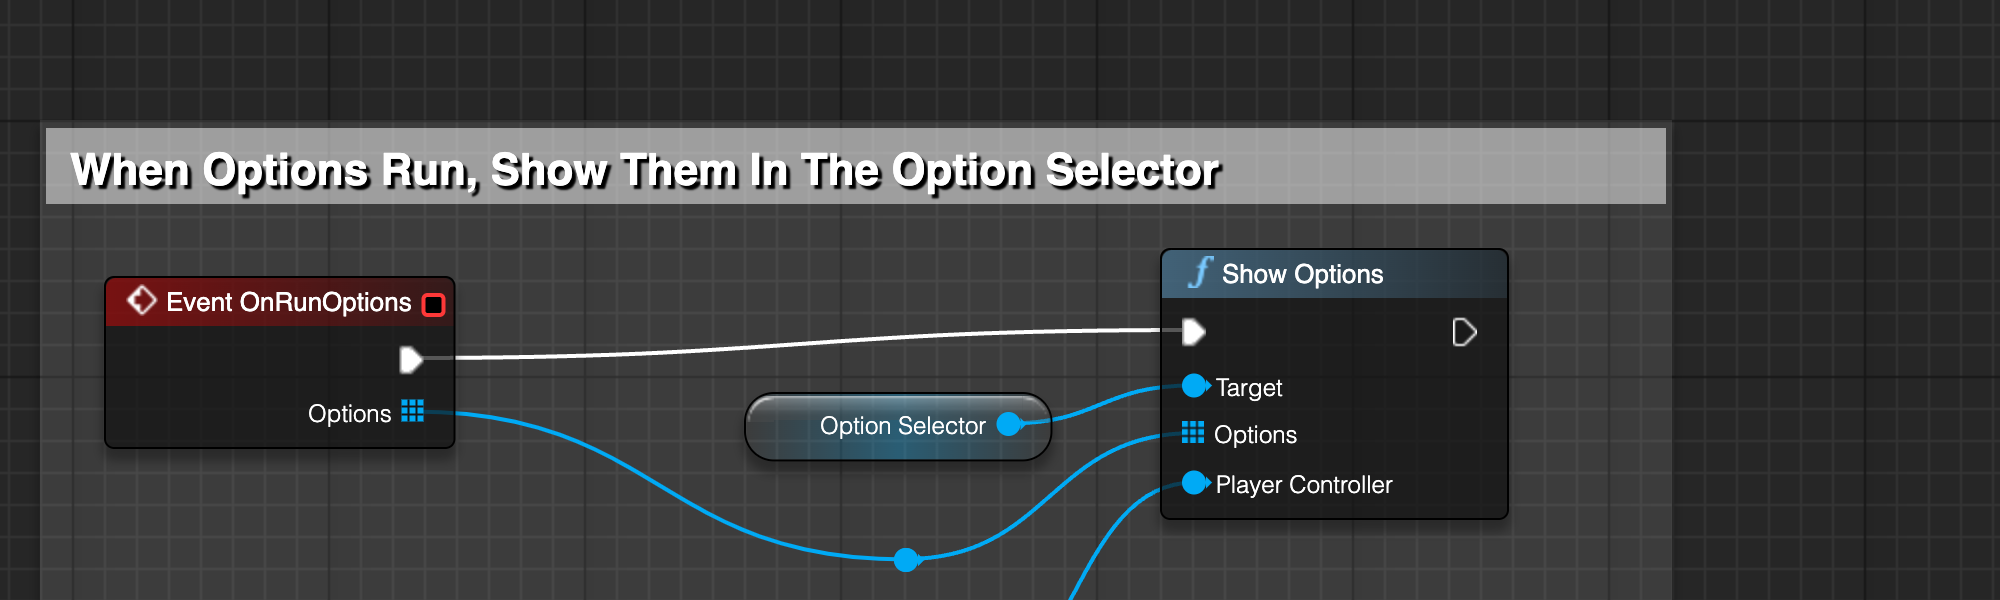 When Options Run, Show Them In The Option Selector
Event OnRunOptions
Options
Option Selector
Show Options
Target
Options
Player Controller